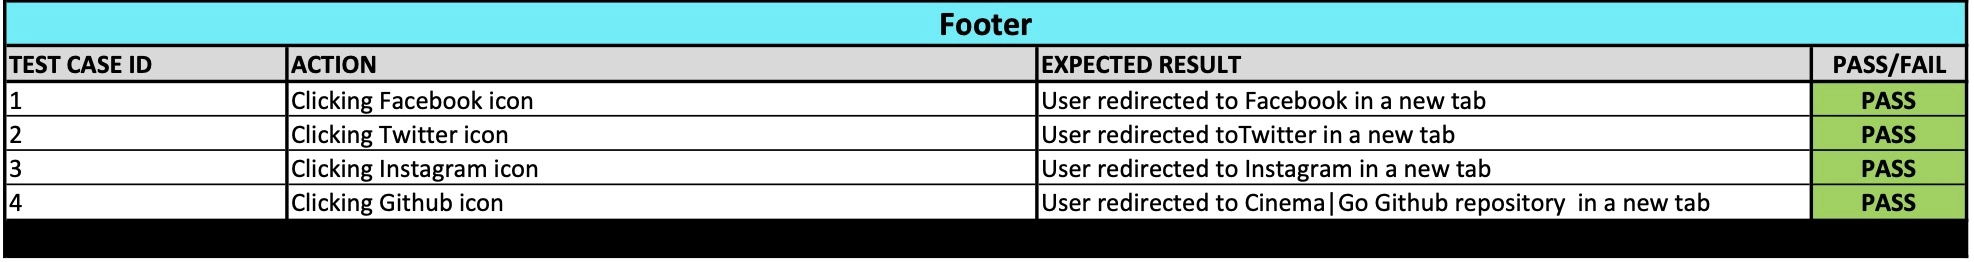 Footer
TEST CASE ID ACTION EXPECTED RESULT PASS/FAIL
1 Clicking Facebook icon User redirected to Facebook in a new tab PASS
2 Clicking Twitter icon User redirected toTwitter in a new tab PASS
3 Clicking Instagram icon User redirected to Instagram in a new tab PASS
4 Clicking Github icon User redirected to Cinema|Go Github repository  in a new tab PASS